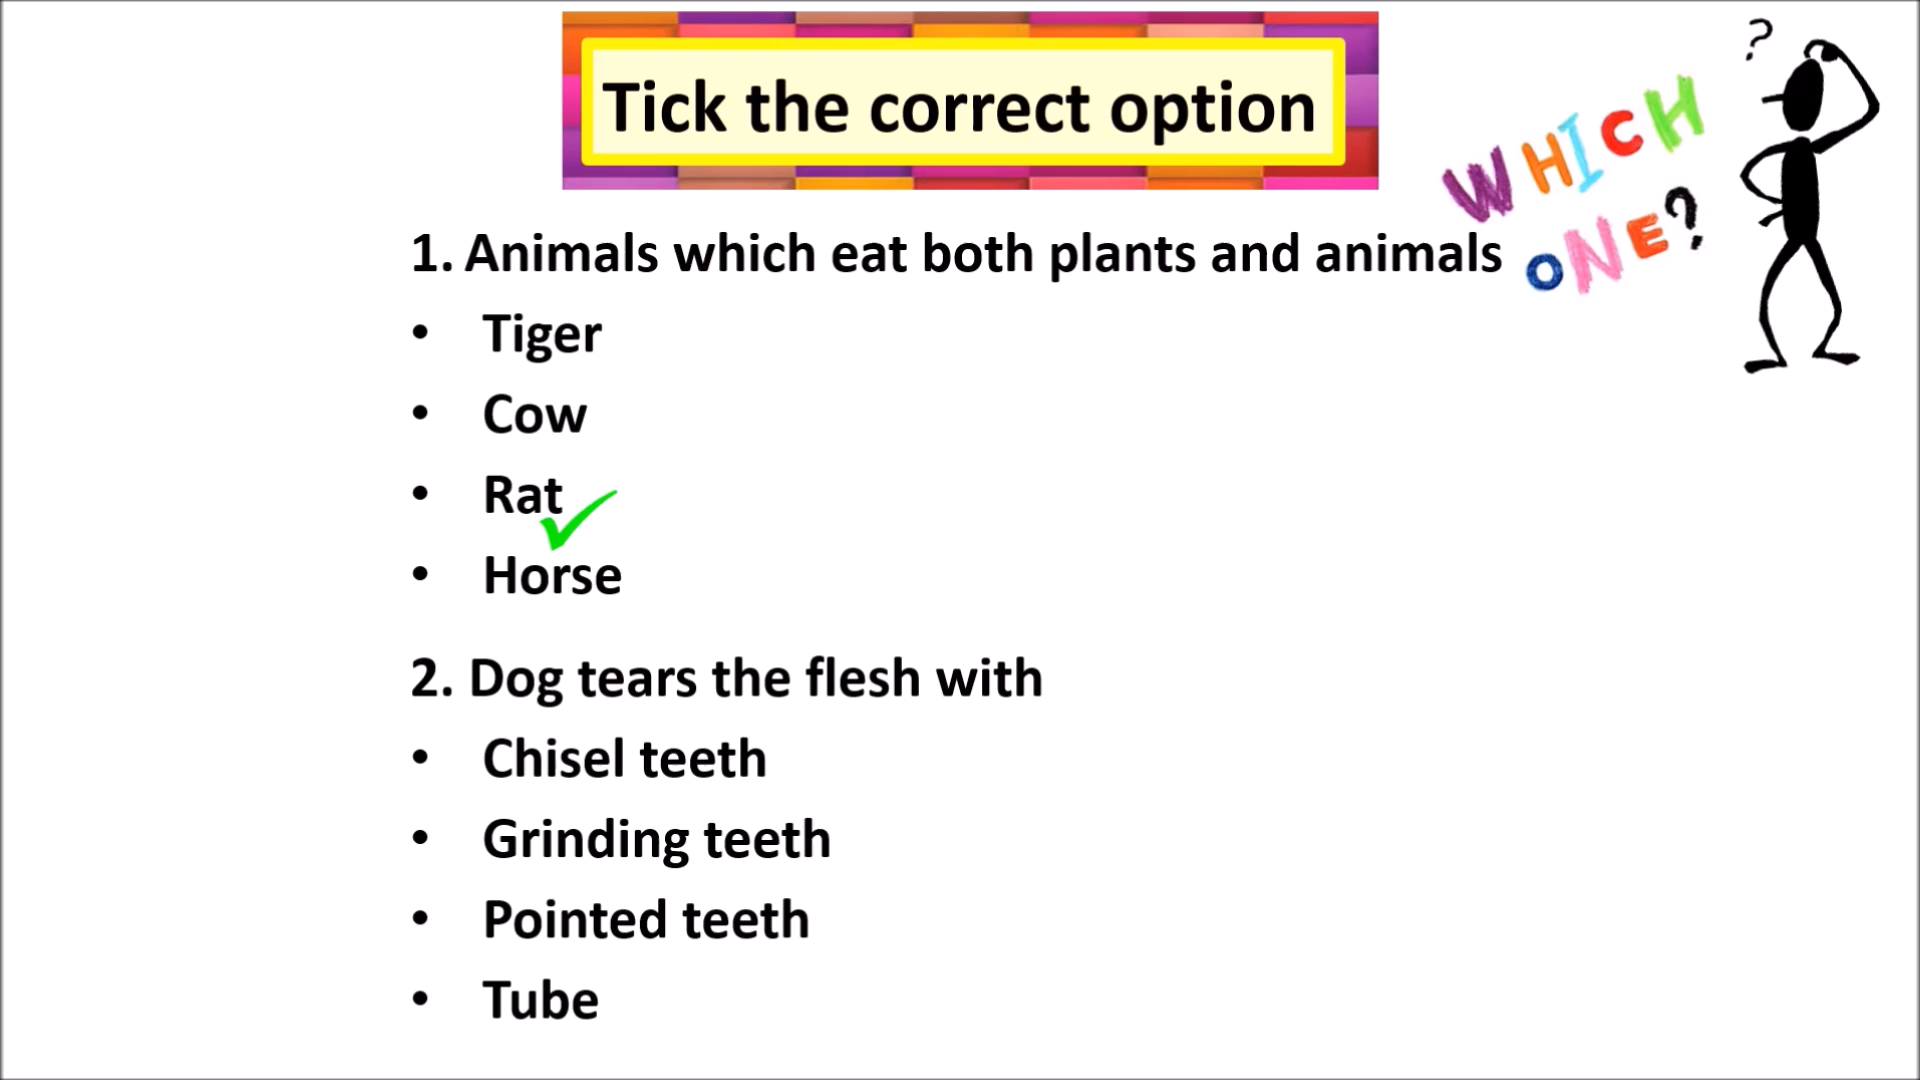 Tick the correct option
?
WHICH
ONE?
1. Animals which eat both plants and animals
• Tiger
• Cow
• Rat
• Horse
2. Dog tears the flesh with
• Chisel teeth
• Grinding teeth
• Pointed teeth
• Tube